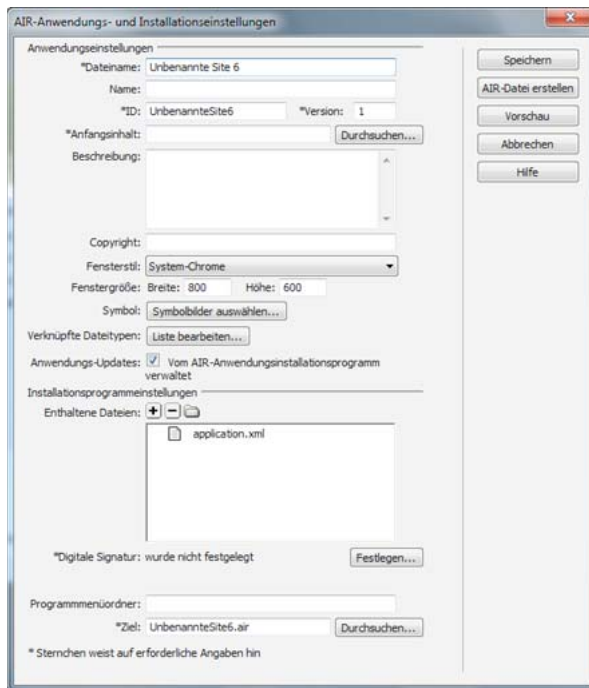 AIR-Anwendungs- und Installationseinstellungen
Anwendungseinstellungen
*Dateiname: Unbenannte Site 6
Name:
*ID: UnbenannteSite6 *Version: 1
*Anfangsinhalt: Durchsuchen...
Beschreibung:
Copyright:
Fensterstil: System-Chrome
Fenstergröße: Breite: 800 Höhe: 600
Symbol: Symbolbilder auswählen...
Verknüpfte Dateitypen: Liste bearbeiten...
Anwendungs-Updates: Vom AIR-Anwendungsinstallationsprogramm
verwaltet
Installationsprogrammeinstellungen
Enthaltene Dateien:
application.xml
*Digitale Signatur: wurde nicht festgelegt Festlegen...
Programmmenüordner:
*Ziel: UnbenannteSite6.air Durchsuchen...
* Sternchen weist auf erforderliche Angaben hin
Speichern
AIR-Datei erstellen
Vorschau
Abbrechen
Hilfe